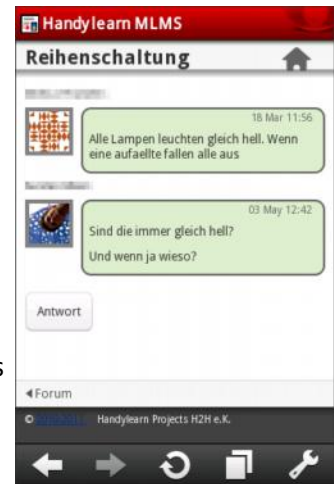 Handylearn MLMS
Reihenschaltung
18 Mar 11:56
Alle Lampen leuchten gleich hell. Wenn
eine aufaellte fallen alle aus
03 May 12:42
Sind die immer gleich hell?
Und wenn ja wieso?
Antwort
s
Forum
© Handylearn Projects H2H e.K.